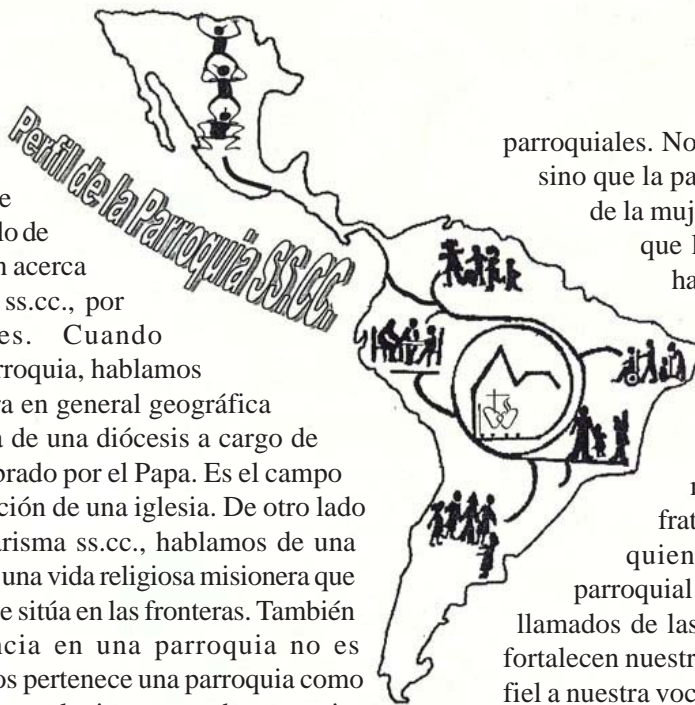 Perfil de la Parroquia SS.CC.
acerca
ss.cc., por
es. Cuando
rroquia, hablamos
ra en general geográfica
a de una diócesis a cargo de
brado por el Papa. Es el campo
ción de una iglesia. De otro lado
arisma ss.cc., hablamos de una
una vida religiosa misionera que
e sitúa en las fronteras. También
ncia en una parroquia no es
os pertenece una parroquia como
parroquiales. No
sino que la pa
de la muj
que l
ha
frat
quien
parroquial
llamados de las
fortalecen nuestr
fiel a nuestra voc